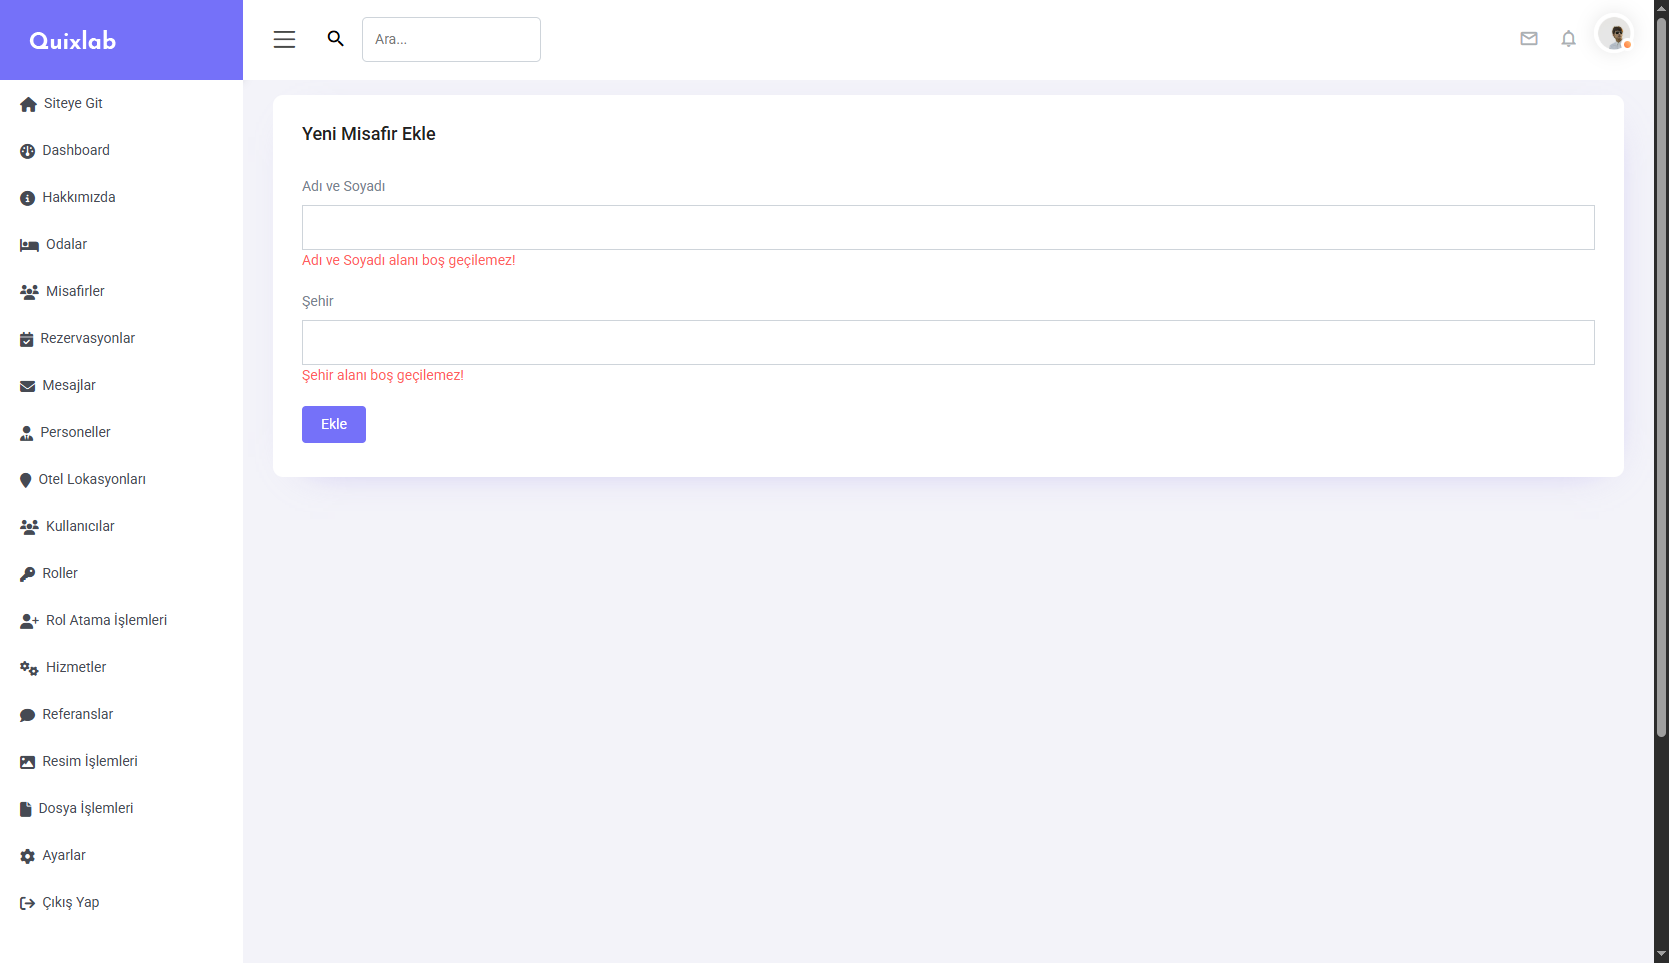 Quixlab
Ara...
Siteye Git
Dashboard
Hakkımızda
Odalar
Misafirler
Rezervasyonlar
Mesajlar
Personeller
Otel Lokasyonları
Kullanıcılar
Roller
Rol Atama İşlemleri
Hizmetler
Referanslar
Resim İşlemleri
Dosya İşlemleri
Ayarlar
Çıkış Yap
Yeni Misafir Ekle
Adı ve Soyadı
Adı ve Soyadı alanı boş geçilemez!
Şehir
Şehir alanı boş geçilemez!
Ekle